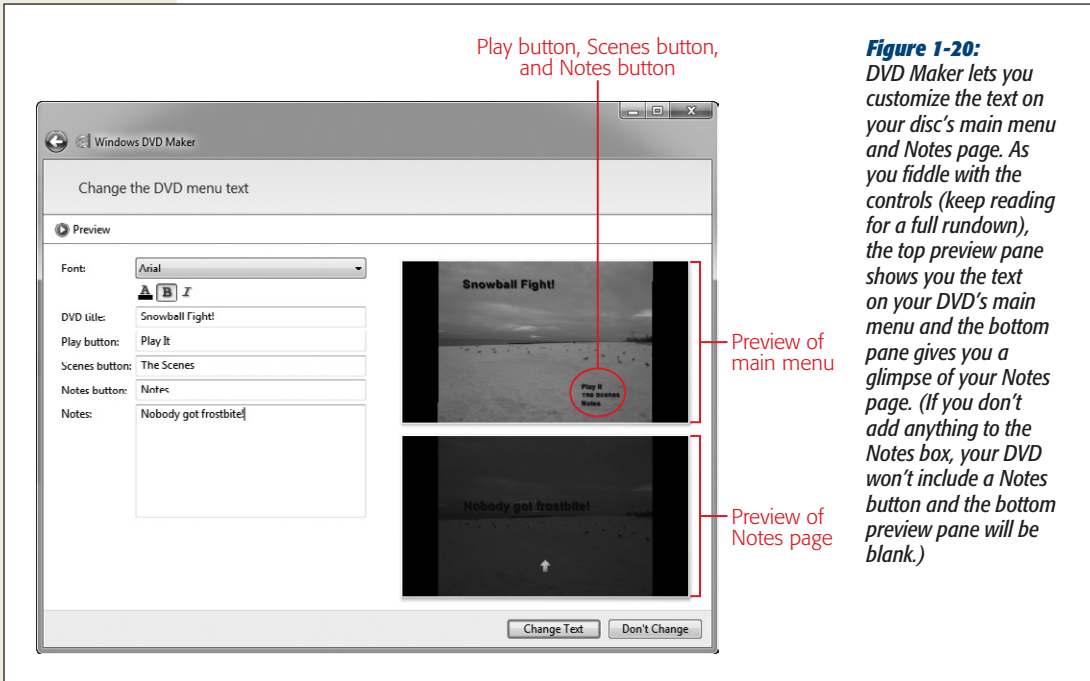 Play button, Scenes button,
and Notes button
Windows DVD Maker
Change the DVD menu text
Preview
Font:
Arial
A B I
DVD title:
Snowball Fight!
Play button:
Play It
Scenes button:
The Scenes
Notes button:
Notes
Notes:
Nobody got frostbite!
Snowball Fight!
Play It
The Scenes
Notes
Preview of
main menu
Nobody got frostbite!
Preview of
Notes page
Change Text
Don't Change
Figure 1-20:
DVD Maker lets you
customize the text on
your disc's main menu
and Notes page. As
you fiddle with the
controls (keep reading
for a full rundown),
the top preview pane
shows you the text
on your DVD's main
menu and the bottom
pane gives you a
glimpse of your Notes
page. (If you don't
add anything to the
Notes box, your DVD
won't include a Notes
button and the bottom
preview pane will be
blank.)